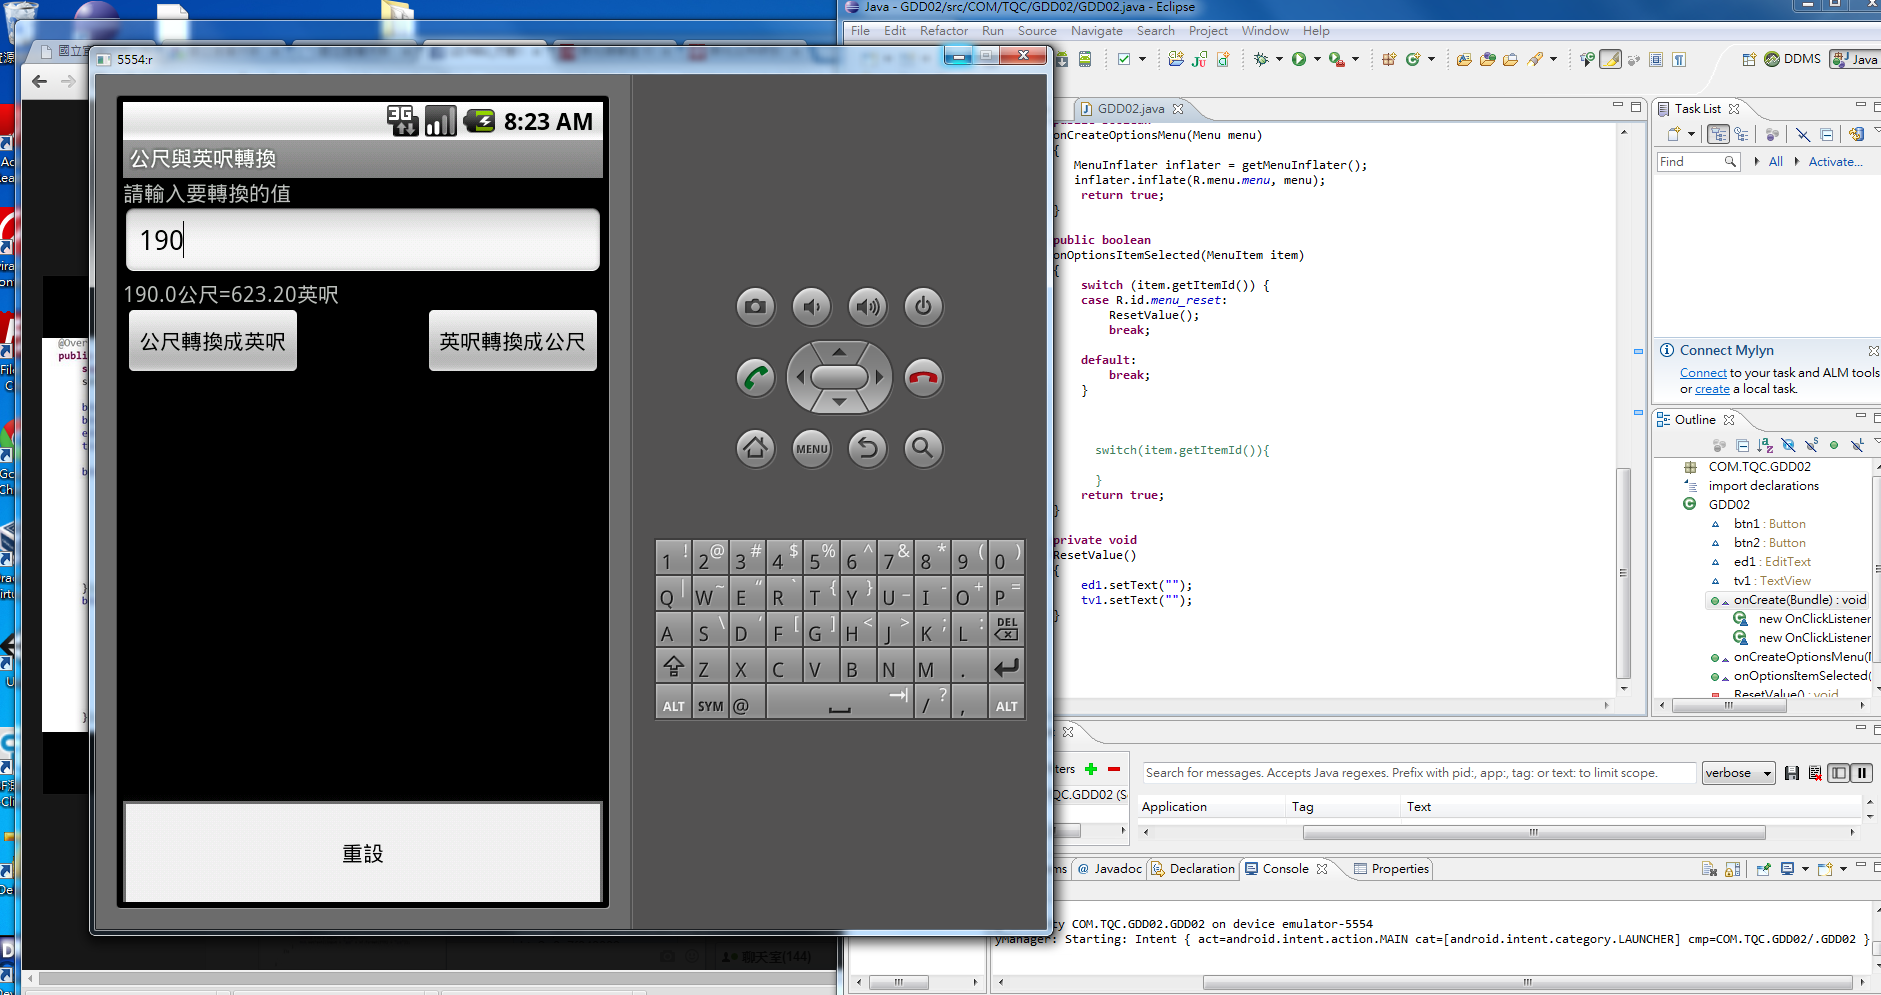 Java - GDD02/src/COM/TQC/GDD02/GDD02.java - Eclipse
File Edit Refactor Run Source Navigate Search Project Window Help
DDMS Java
5554:r
3G 8:23 AM
公尺與英呎轉換
請輸入要轉換的值
190
190.0公尺=623.20英呎
公尺轉換成英呎 英呎轉換成公尺
重設
MENU
1 ! 2 @ 3 # 4 $ 5 % 6 ^ 7 & 8 * 9 ( 0 )
Q | W ~ E “ R ` T { Y } U _ I - O + P =
A S \ D ‘ F [ G ] H < J > K ; L : DEL
Z X C V B N M .
ALT SYM @ / ? , ALT
GDD02.java
onCreateOptionsMenu(Menu menu)
{
MenuInflater inflater = getMenuInflater();
inflater.inflate(R.menu.menu, menu);
return true;
}
public boolean
onOptionsItemSelected(MenuItem item)
{
switch (item.getItemId()) {
case R.id.menu_reset:
ResetValue();
break;
default:
break;
}
switch(item.getItemId()){
}
return true;
}
private void
ResetValue()
{
ed1.setText("");
tv1.setText("");
}
Task List
Find All Activate...
Connect Mylyn
Connect to your task and ALM tools
or create a local task.
Outline
COM.TQC.GDD02
import declarations
GDD02
btn1 : Button
btn2 : Button
ed1 : EditText
tv1 : TextView
onCreate(Bundle) : void
new OnClickListener
new OnClickListener
onCreateOptionsMenu(
onOptionsItemSelected(
ResetValue() : void
Search for messages. Accepts Java regexes. Prefix with pid:, app:, tag: or text: to limit scope. verbose
Application Tag Text
Javadoc Declaration Console Properties
COM.TQC.GDD02.GDD02 on device emulator-5554
yManager: Starting: Intent { act=android.intent.action.MAIN cat=[android.intent.category.LAUNCHER] cmp=COM.TQC.GDD02/.GDD02 }
聊天室(144)